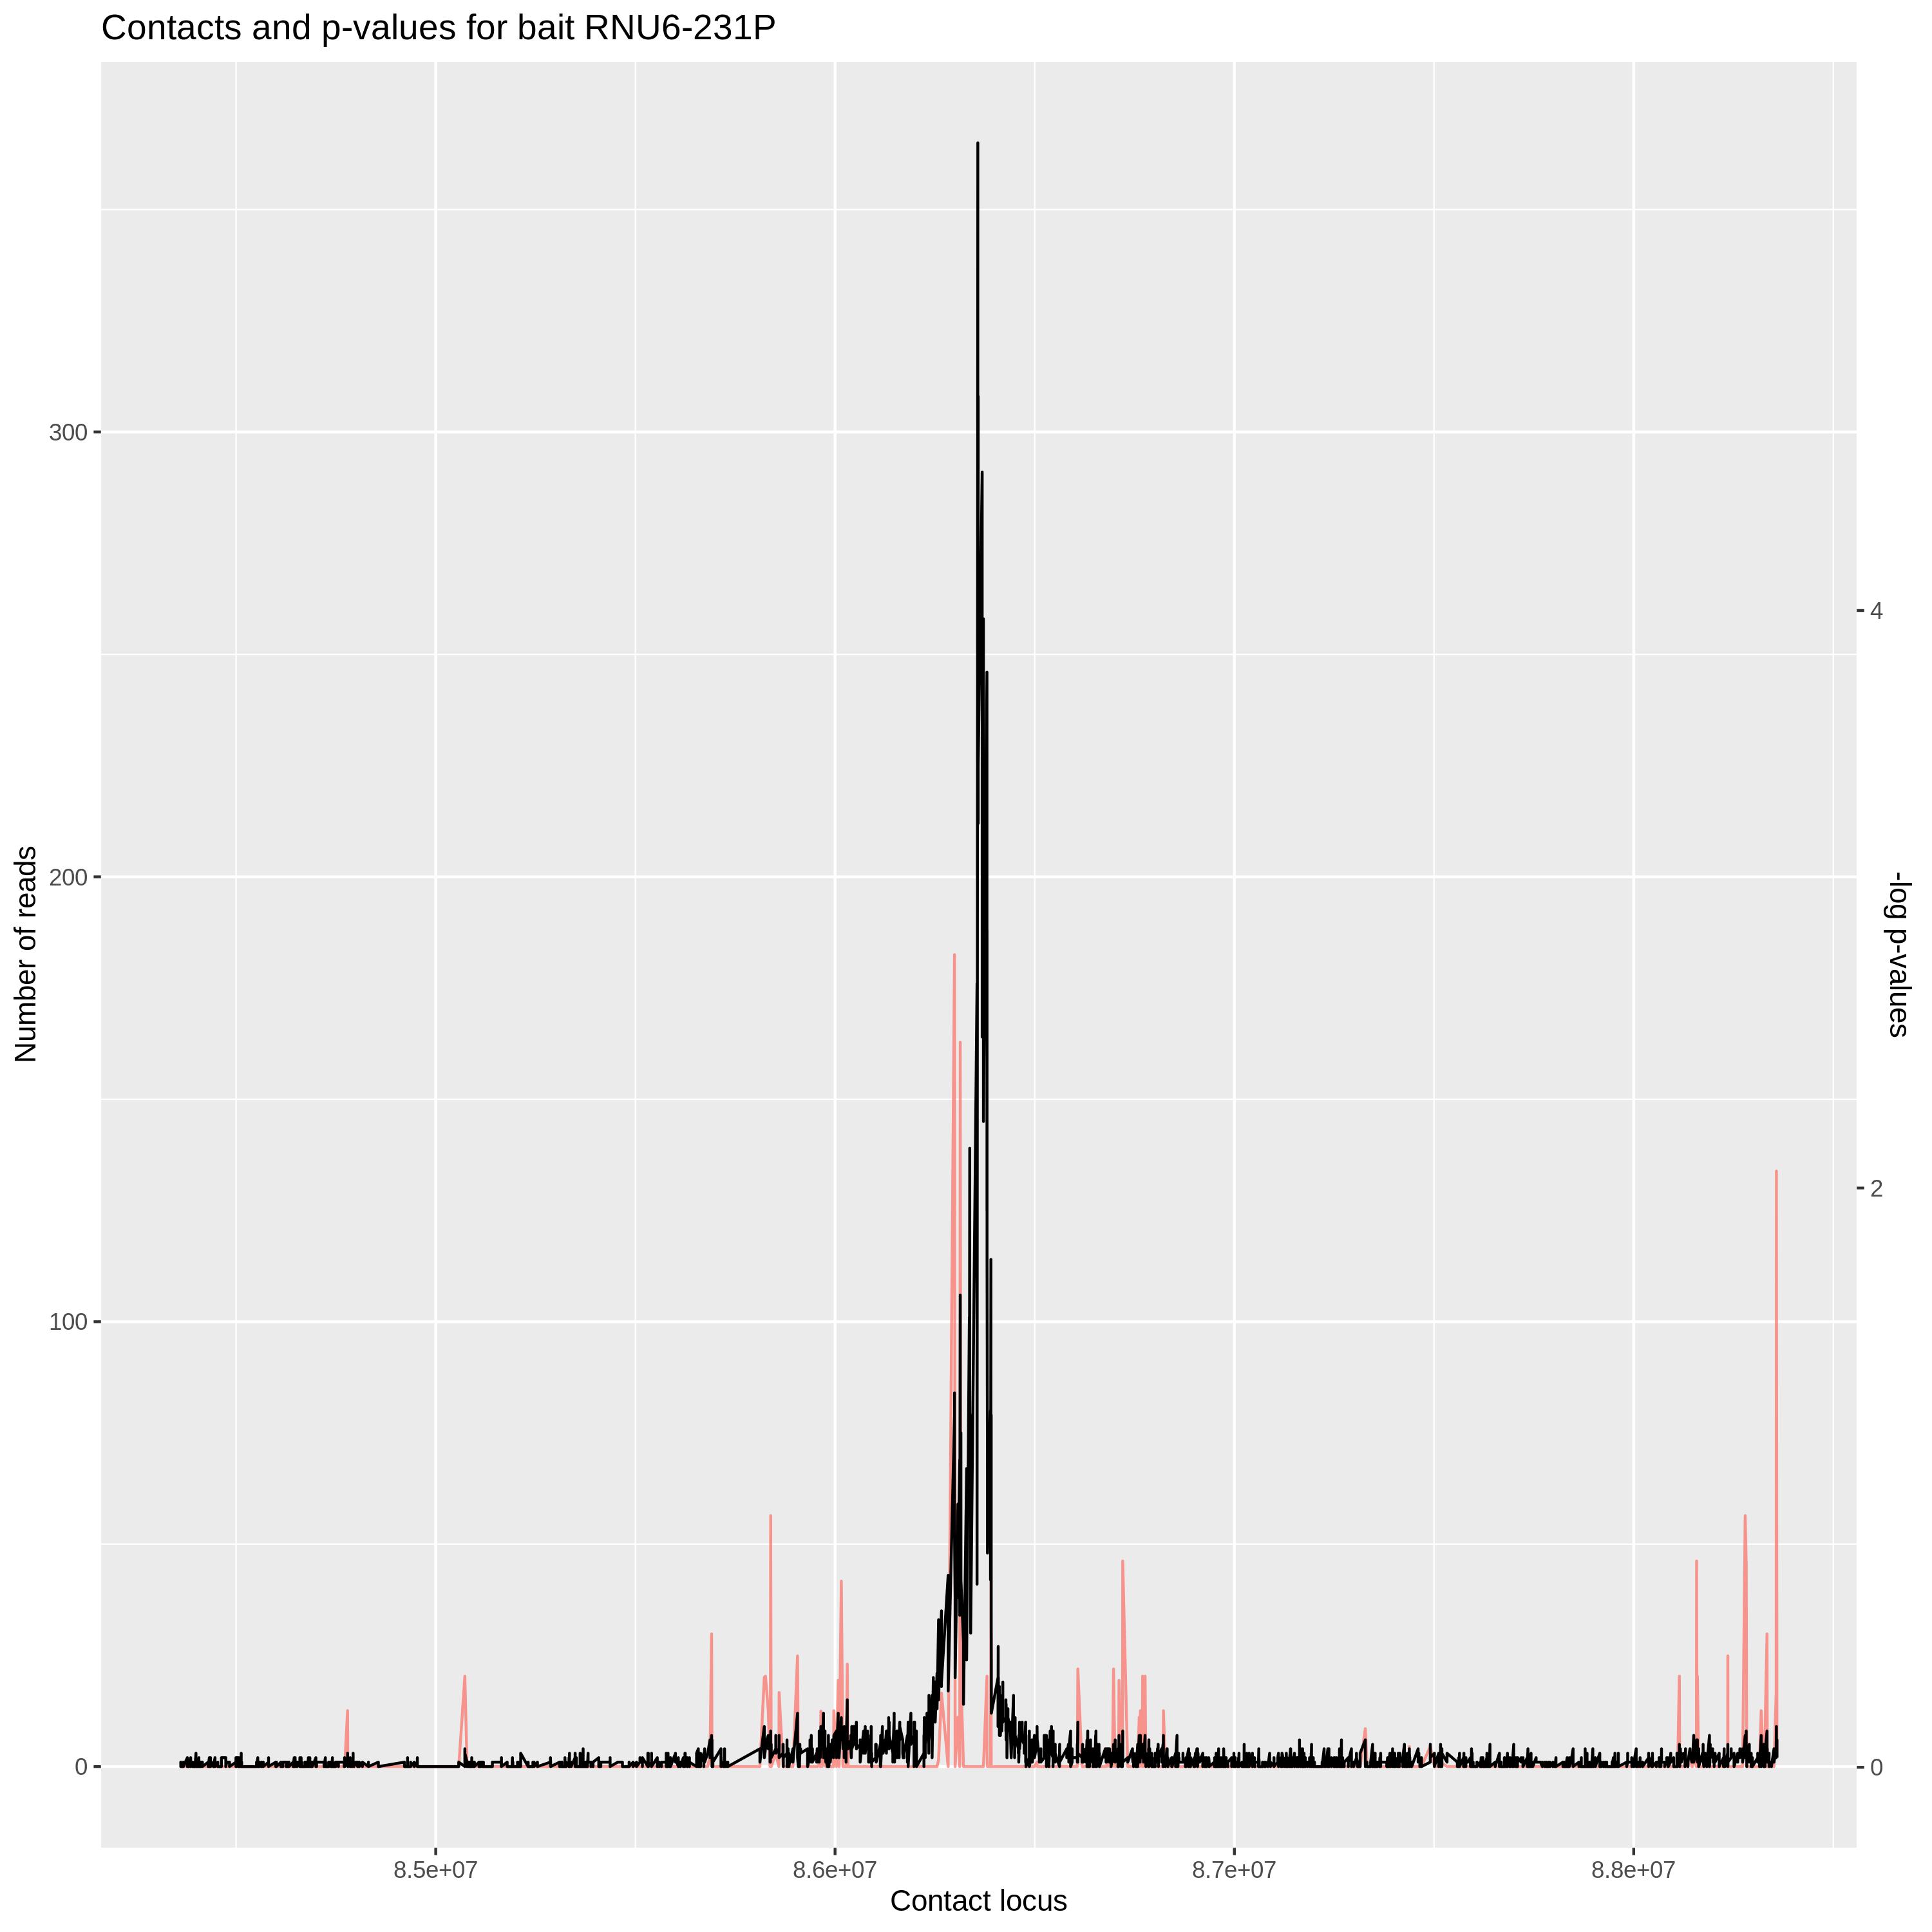 Contacts and p-values for bait RNU6-231P
300
200
100
0
Number of reads
4
2
0
-log p-values
8.5e+07
8.6e+07
8.7e+07
8.8e+07
Contact locus